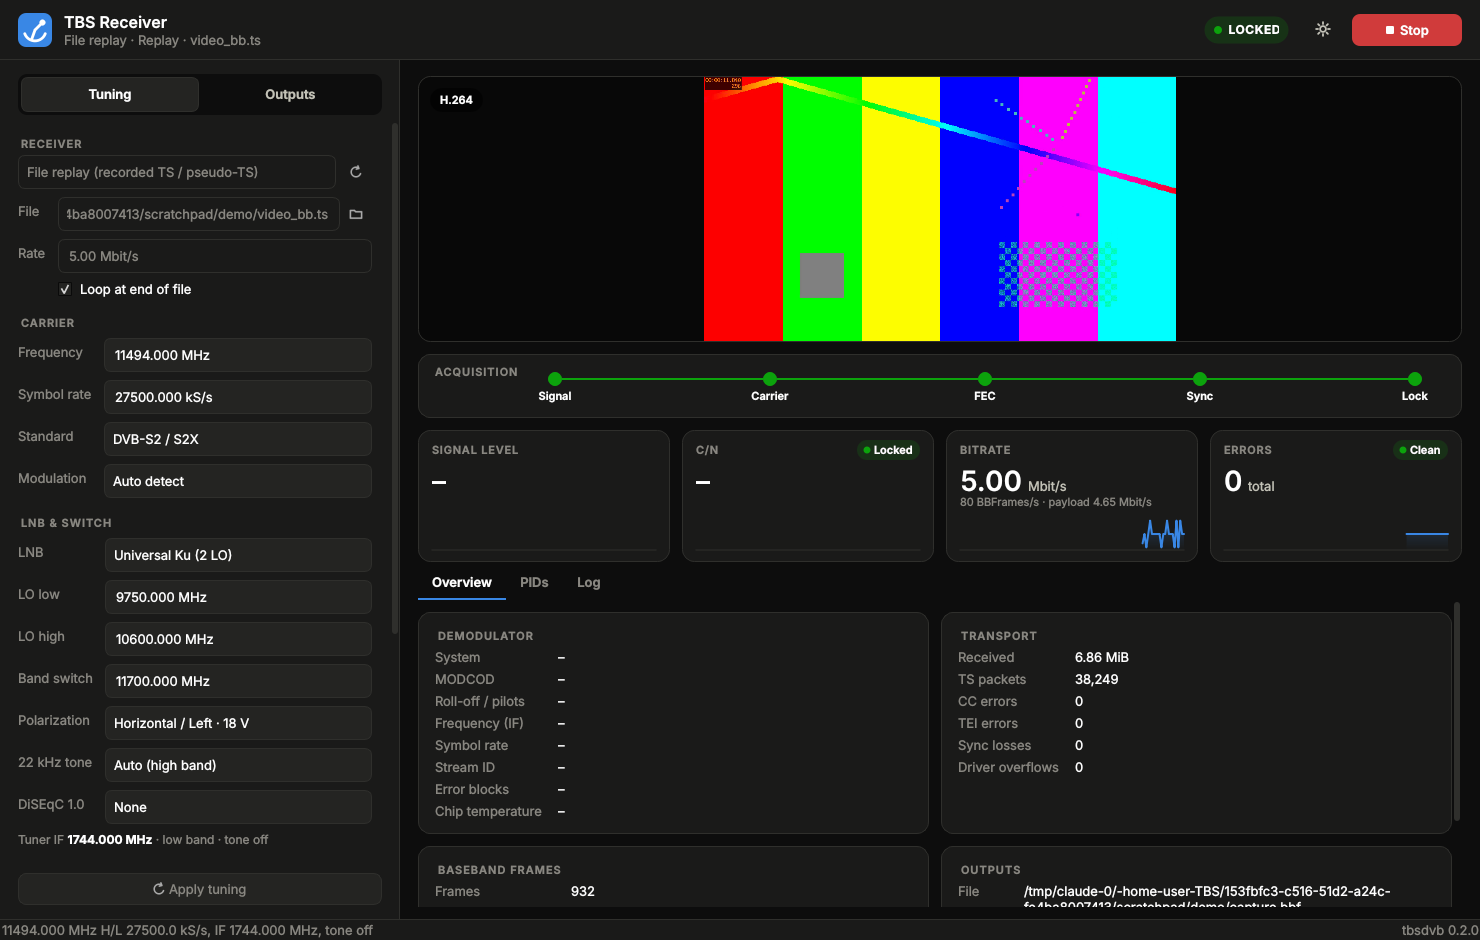 TBS Receiver
File replay · Replay · video_bb.ts
LOCKED
Stop
Tuning
Outputs
RECEIVER
File replay (recorded TS / pseudo-TS)
File
4ba8007413/scratchpad/demo/video_bb.ts
Rate
5.00 Mbit/s
Loop at end of file
CARRIER
Frequency
11494.000 MHz
Symbol rate
27500.000 kS/s
Standard
DVB-S2 / S2X
Modulation
Auto detect
LNB & SWITCH
LNB
Universal Ku (2 LO)
LO low
9750.000 MHz
LO high
10600.000 MHz
Band switch
11700.000 MHz
Polarization
Horizontal / Left · 18 V
22 kHz tone
Auto (high band)
DiSEqC 1.0
None
Tuner IF 1744.000 MHz · low band · tone off
Apply tuning
H.264
ACQUISITION
Signal
Carrier
FEC
Sync
Lock
SIGNAL LEVEL
–
C/N
Locked
–
BITRATE
5.00 Mbit/s
80 BBFrames/s · payload 4.65 Mbit/s
ERRORS
Clean
0 total
Overview
PIDs
Log
DEMODULATOR
System –
MODCOD –
Roll-off / pilots –
Frequency (IF) –
Symbol rate –
Stream ID –
Error blocks –
Chip temperature –
TRANSPORT
Received 6.86 MiB
TS packets 38,249
CC errors 0
TEI errors 0
Sync losses 0
Driver overflows 0
BASEBAND FRAMES
Frames 932
OUTPUTS
File /tmp/claude-0/-home-user-TBS/153fbfc3-c516-51d2-a24c-
11494.000 MHz H/L 27500.0 kS/s, IF 1744.000 MHz, tone off
tbsdvb 0.2.0